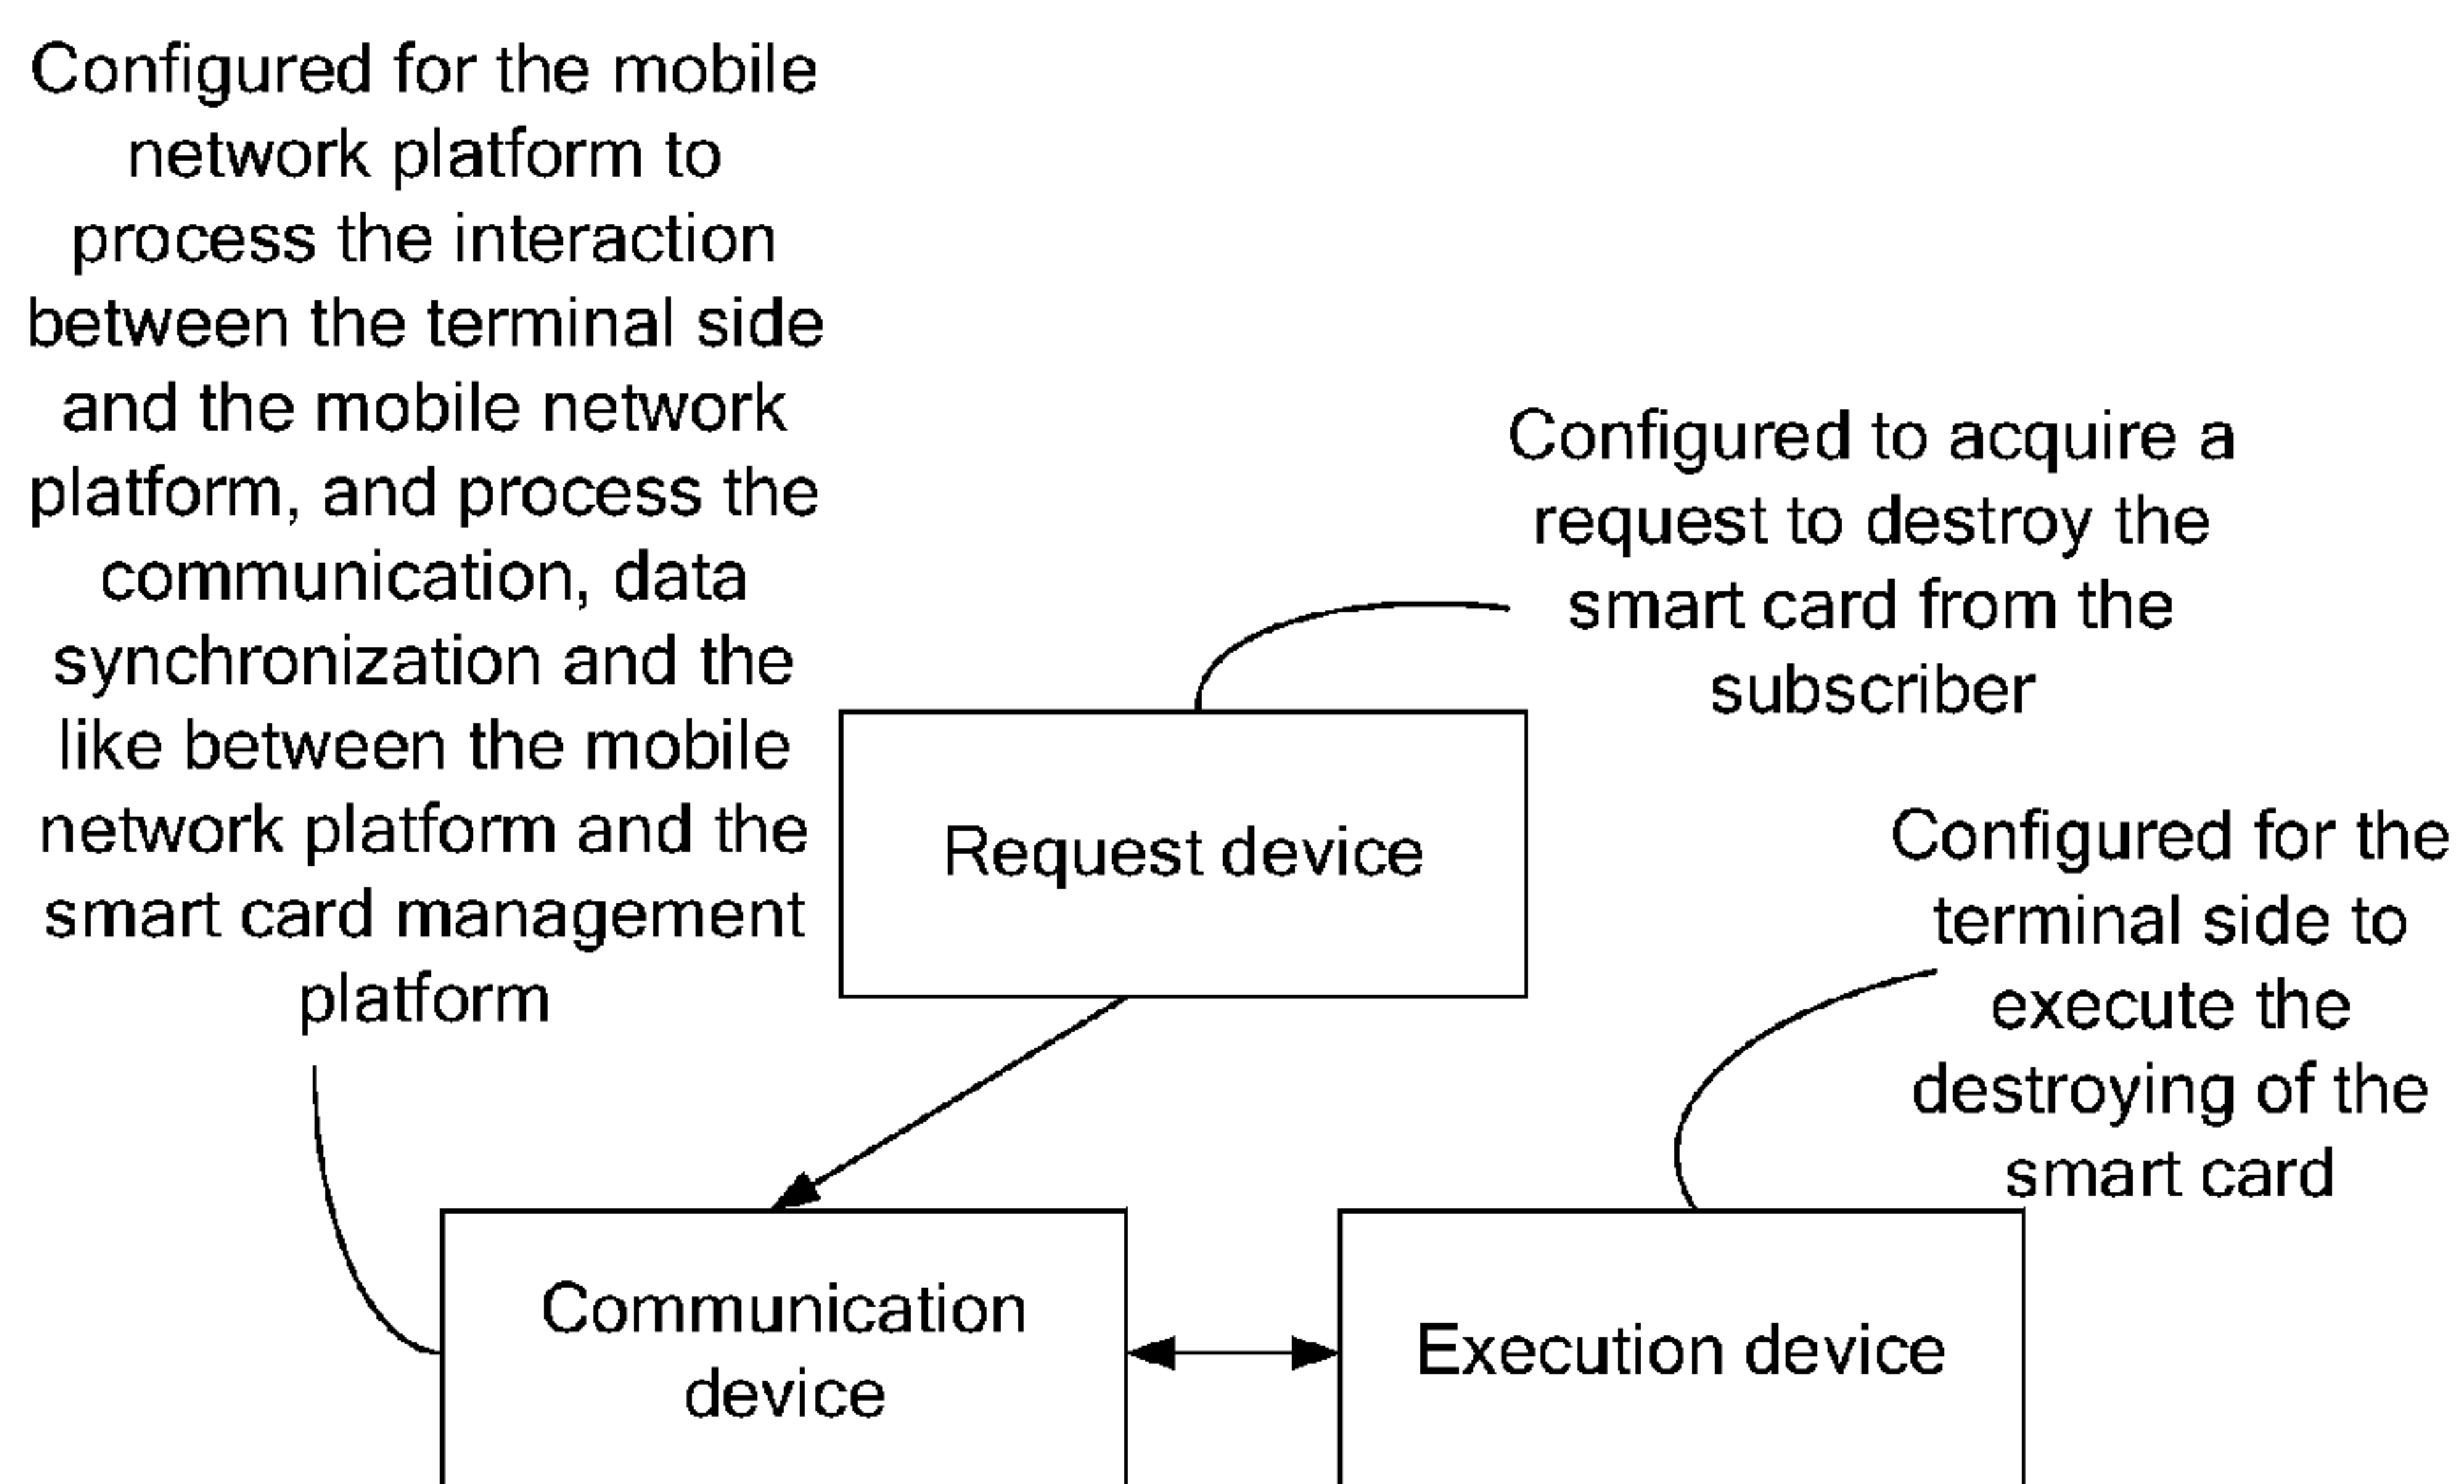 Configured for the mobile
network platform to
process the interaction
between the terminal side
and the mobile network
platform, and process the
communication, data
synchronization and the
like between the mobile
network platform and the
smart card management
platform
Configured to acquire a
request to destroy the
smart card from the
subscriber
Request device
Configured for the
terminal side to
execute the
destroying of the
smart card
Communication
device
Execution device